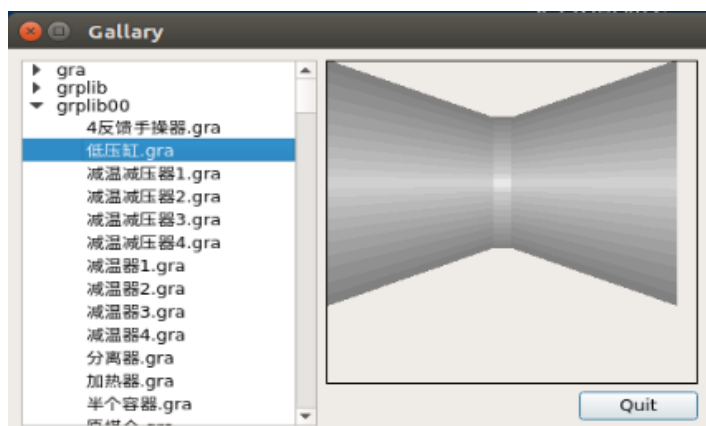 Gallary
gra
grplib
grplib00
4反馈手操器.gra
低压缸.gra
减温减压器1.gra
减温减压器2.gra
减温减压器3.gra
减温减压器4.gra
减温器1.gra
减温器2.gra
减温器3.gra
减温器4.gra
分离器.gra
加热器.gra
半个容器.gra
Quit